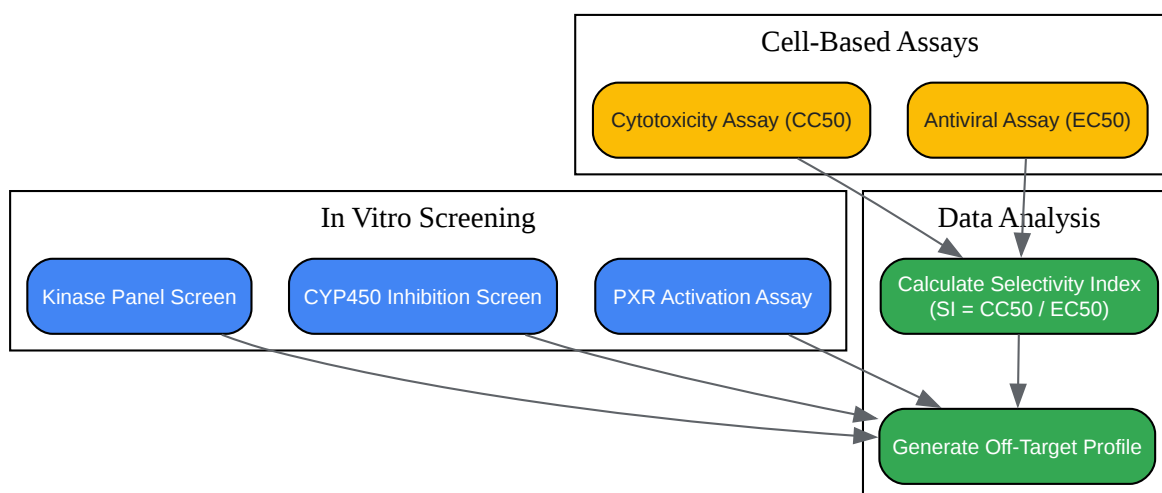 Cell-Based Assays
Cytotoxicity Assay (CC50)
Antiviral Assay (EC50)
In Vitro Screening
Data Analysis
Kinase Panel Screen
CYP450 Inhibition Screen
PXR Activation Assay
Calculate Selectivity Index
(SI = CC50 / EC50)
Generate Off-Target Profile